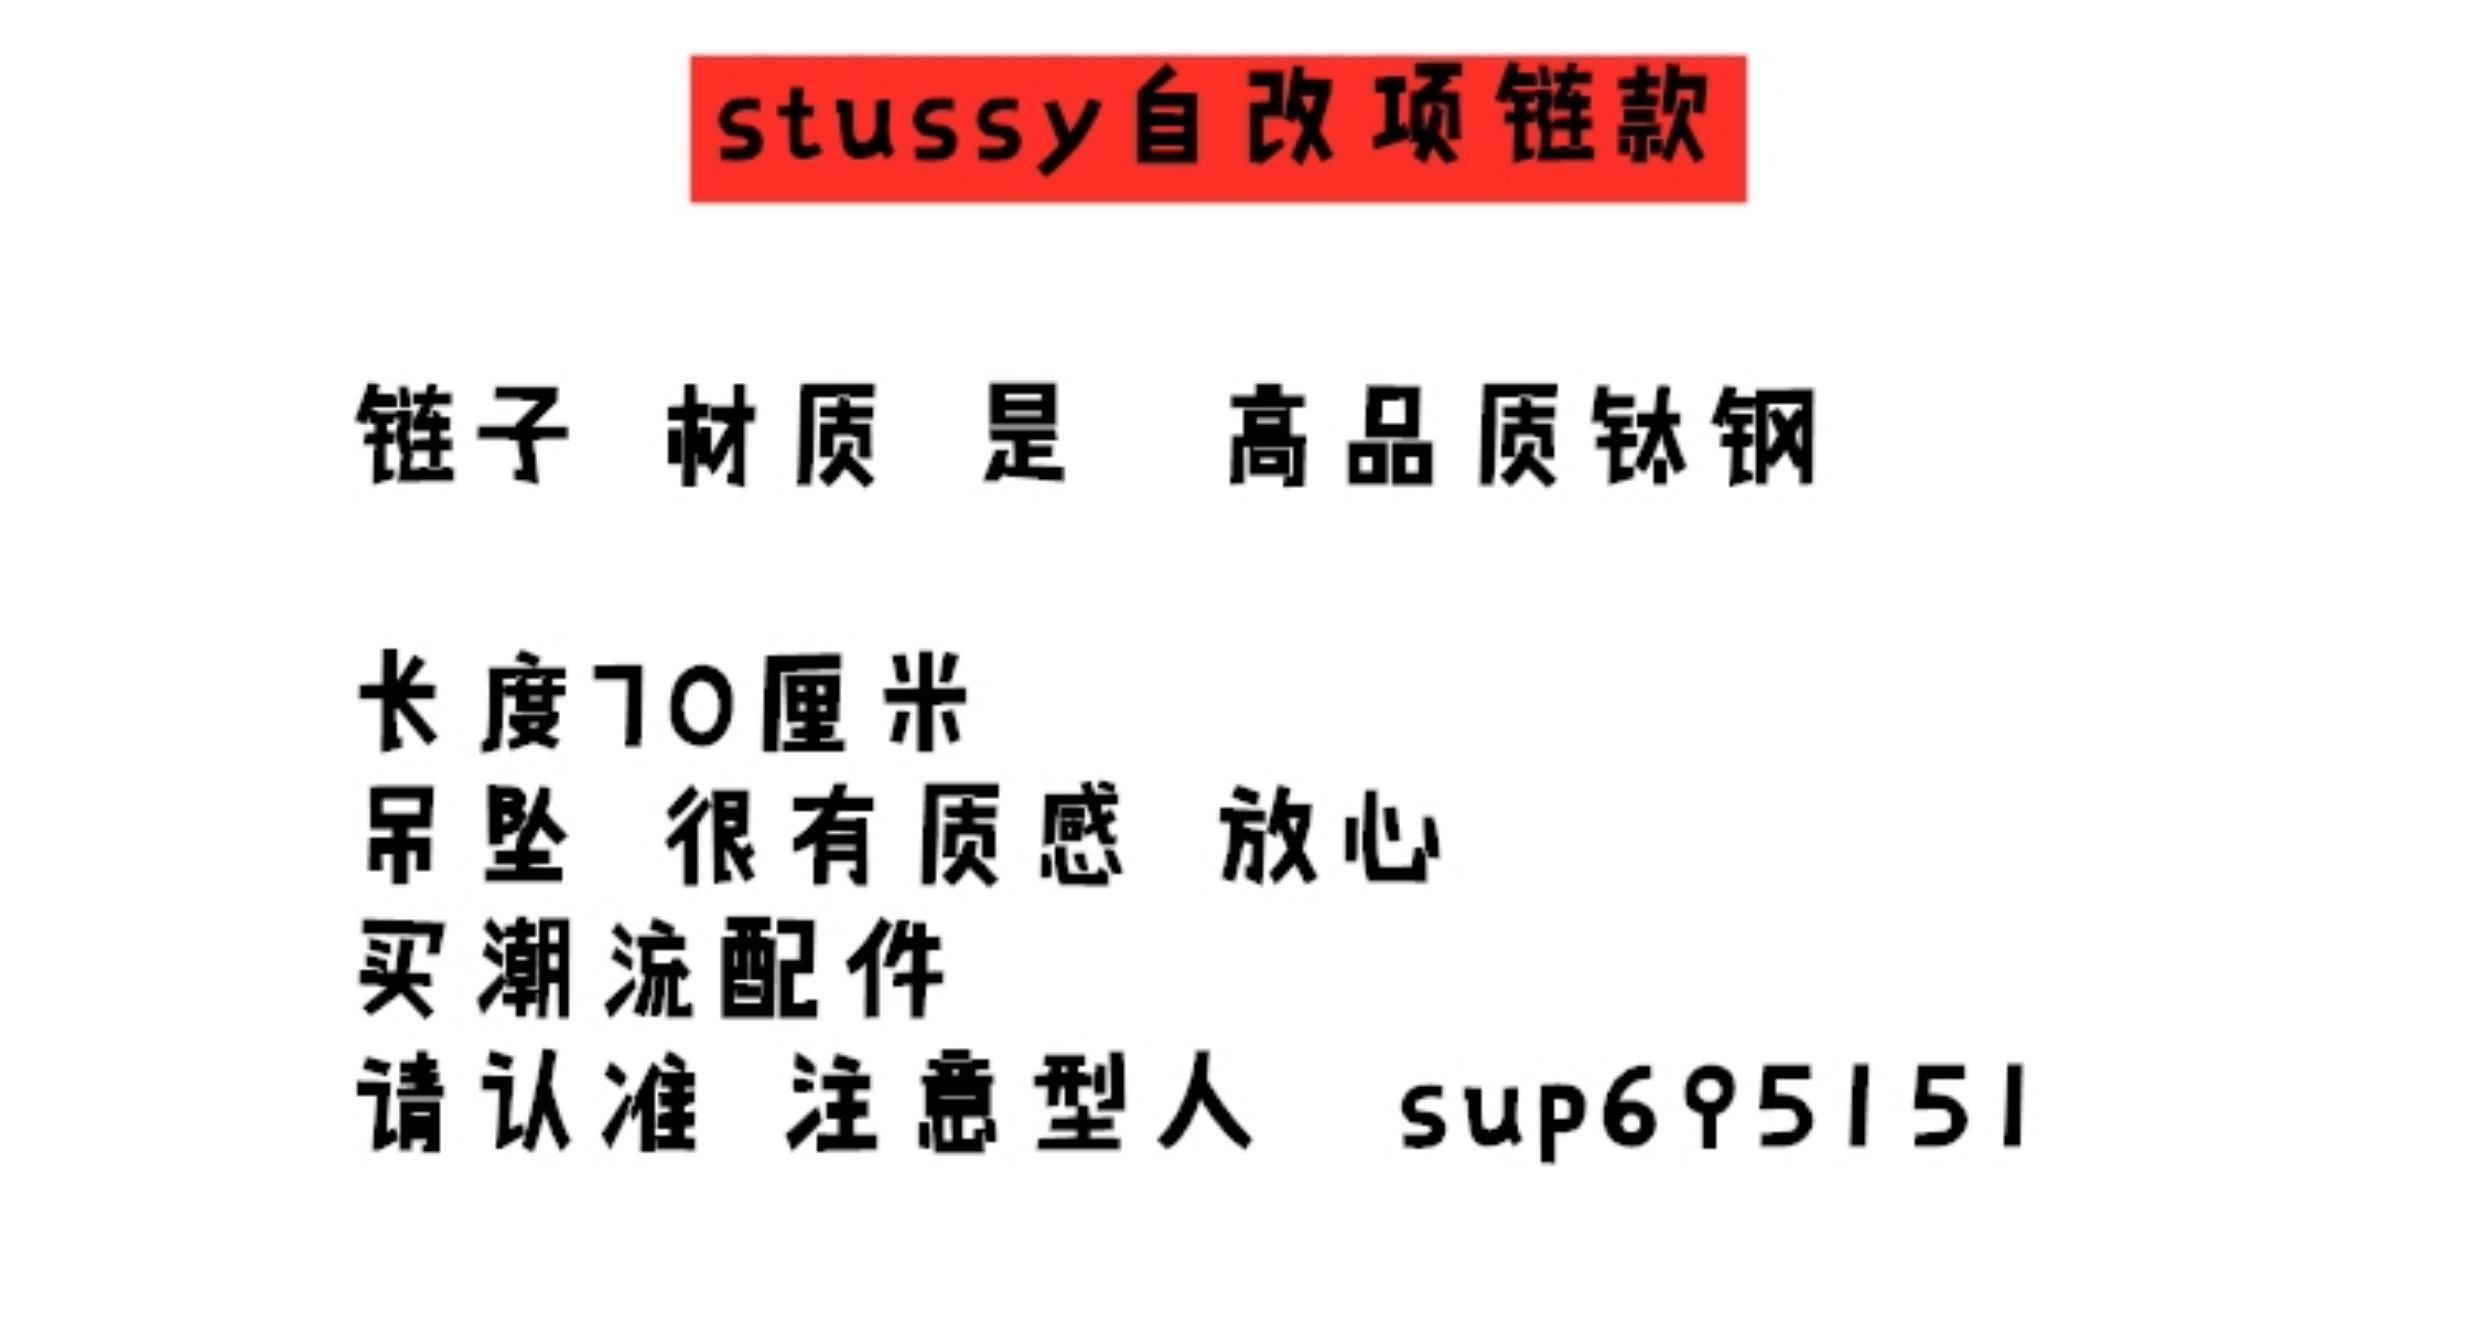 stussy自改项链款
链子 材质 是 高品质钛钢
长度70厘米
吊坠 很有质感 放心
买潮流配件
请认准 注意型人 sup695151